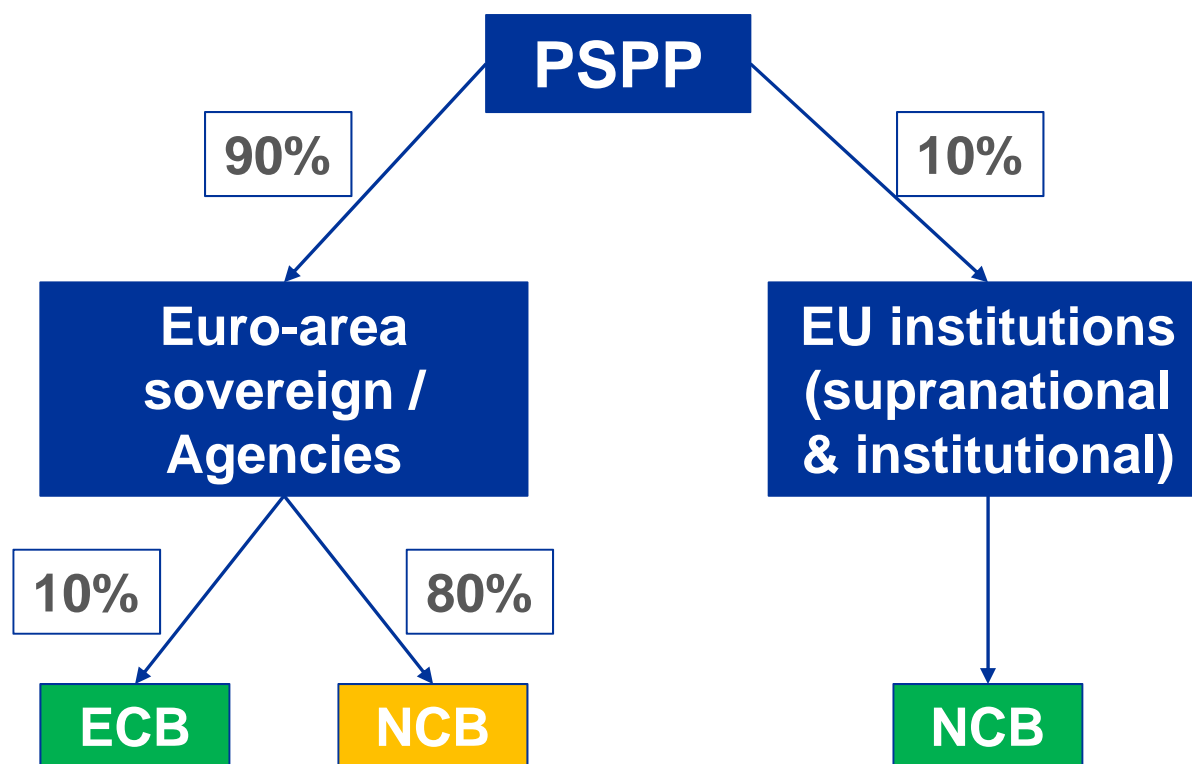 PSPP
90%
10%
Euro-area
sovereign /
Agencies
EU institutions
(supranational
& institutional)
10%
80%
ECB
NCB
NCB